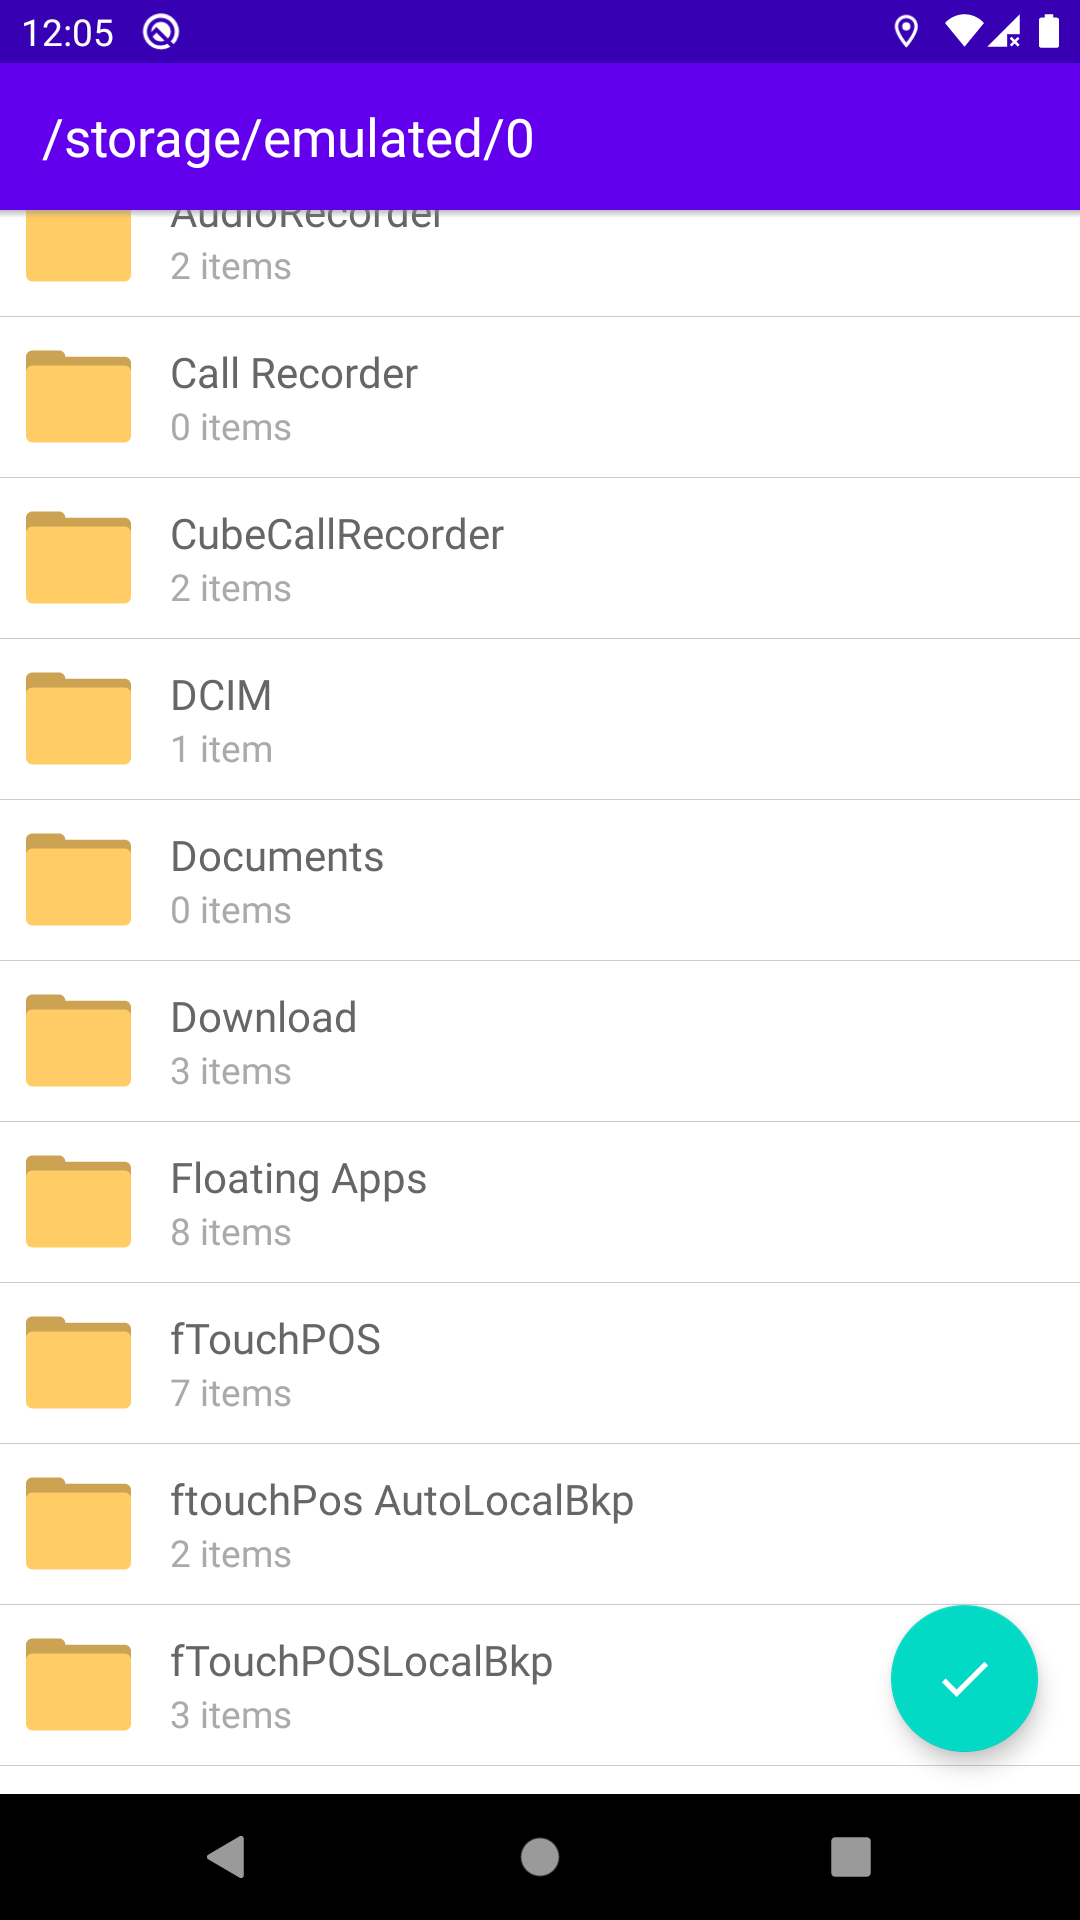 12:05
/storage/emulated/0
AudioRecorder
2 items
Call Recorder
0 items
CubeCallRecorder
2 items
DCIM
1 item
Documents
0 items
Download
3 items
Floating Apps
8 items
fTouchPOS
7 items
ftouchPos AutoLocalBkp
2 items
fTouchPOSLocalBkp
3 items